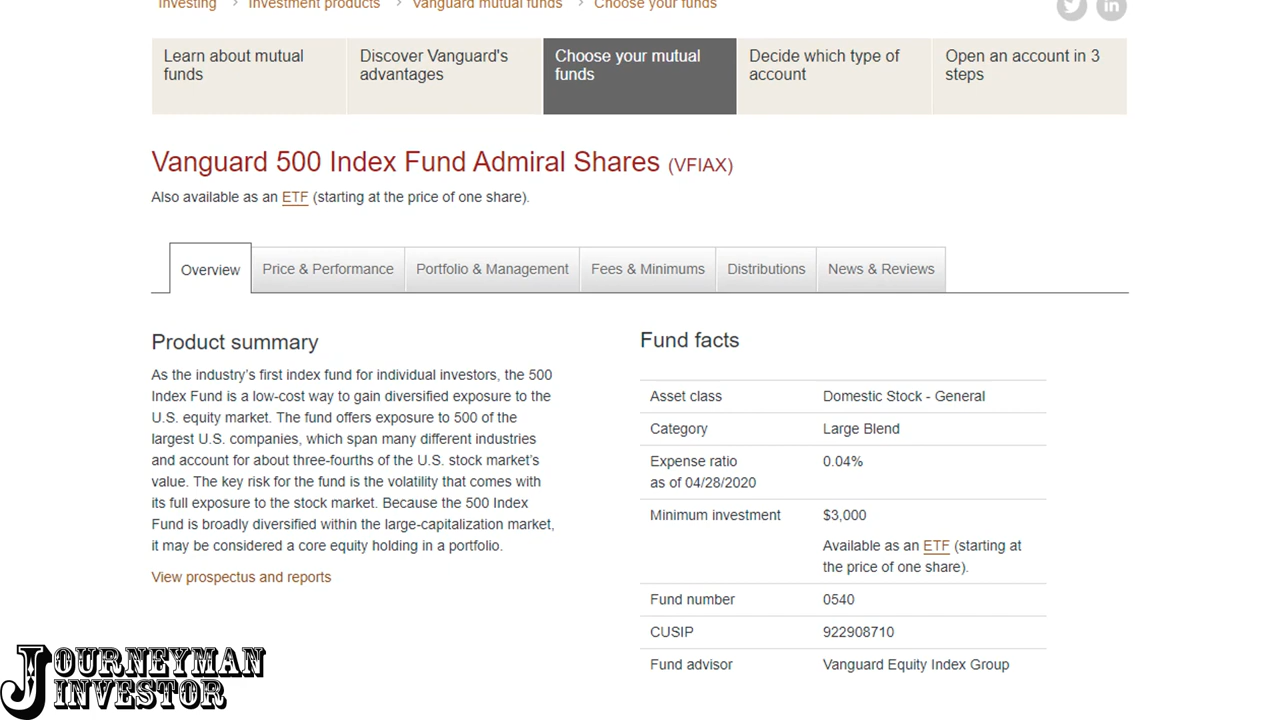 Investing > Investment products > Vanguard mutual funds > Choose your funds
Learn about mutual
funds
Discover Vanguard's
advantages
Choose your mutual
funds
Decide which type of
account
Open an account in 3
steps
Vanguard 500 Index Fund Admiral Shares (VFIAX)
Also available as an ETF (starting at the price of one share).
Overview
Price & Performance
Portfolio & Management
Fees & Minimums
Distributions
News & Reviews
Product summary
As the industry's first index fund for individual investors, the 500
Index Fund is a low-cost way to gain diversified exposure to the
U.S. equity market. The fund offers exposure to 500 of the
largest U.S. companies, which span many different industries
and account for about three-fourths of the U.S. stock market's
value. The key risk for the fund is the volatility that comes with
its full exposure to the stock market. Because the 500 Index
Fund is broadly diversified within the large-capitalization market,
it may be considered a core equity holding in a portfolio.
View prospectus and reports
Fund facts
Asset class Domestic Stock - General
Category Large Blend
Expense ratio 0.04%
as of 04/28/2020
Minimum investment $3,000
Available as an ETF (starting at
the price of one share).
Fund number 0540
CUSIP 922908710
Fund advisor Vanguard Equity Index Group
JOURNEYMAN
INVESTOR
in